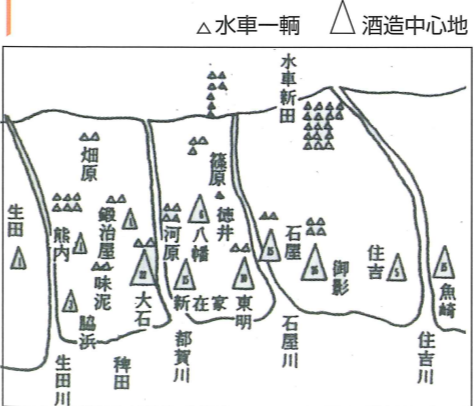 △水車一輌 △酒造中心地
水車新田
畑原
篠原
生田
熊内
鍛治屋
味泥
脇浜
大石
河原
八幡
徳井
新在家
東明
石屋
御影
住吉
魚崎
生田川
稗田
都賀川
石屋川
住吉川